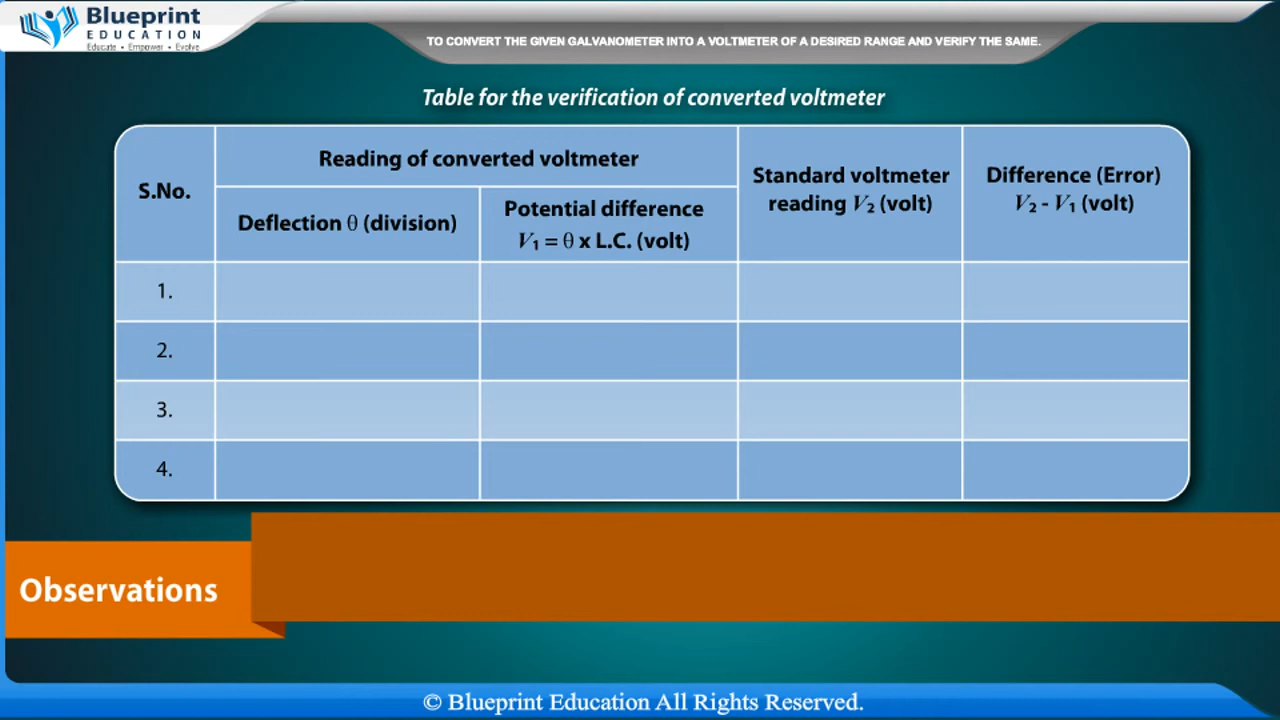 Blueprint
EDUCATION
Educate • Empower • Evolve
TO CONVERT THE GIVEN GALVANOMETER INTO A VOLTMETER OF A DESIRED RANGE AND VERIFY THE SAME.
Table for the verification of converted voltmeter
S.No.
Reading of converted voltmeter
Deflection θ (division)
Potential difference
V₁ = θ x L.C. (volt)
Standard voltmeter
reading V₂ (volt)
Difference (Error)
V₂ - V₁ (volt)
1.
2.
3.
4.
Observations
© Blueprint Education All Rights Reserved.